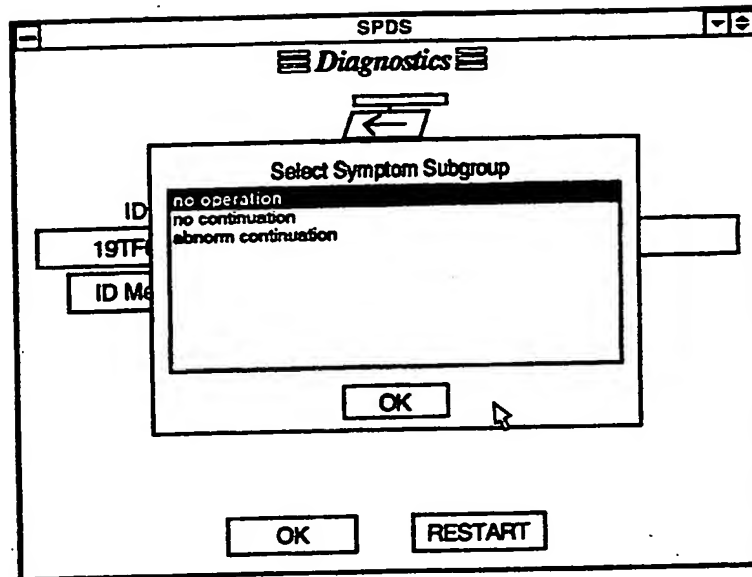 SPDS
Diagnostics
Select Symptom Subgroup
no operation
no continuation
abnorm continuation
ID
19TF
ID Me
OK
OK
RESTART